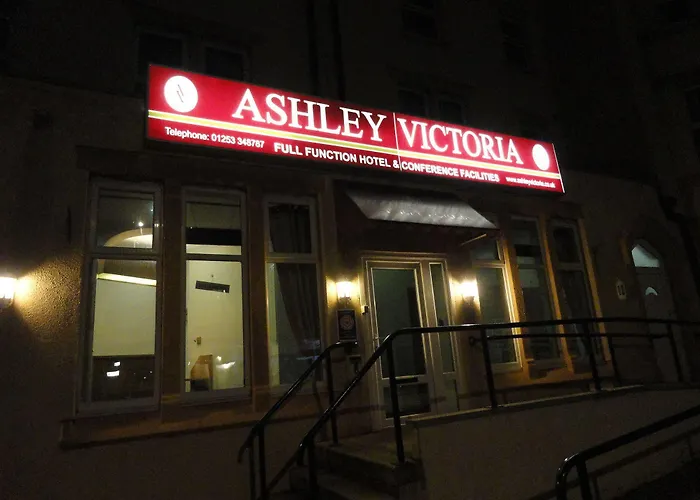 ASHLEY VICTORIA
Telephone: 01253 348787
FULL FUNCTION HOTEL & CONFERENCE FACILITIES
www.ashleyvictoria.co.uk